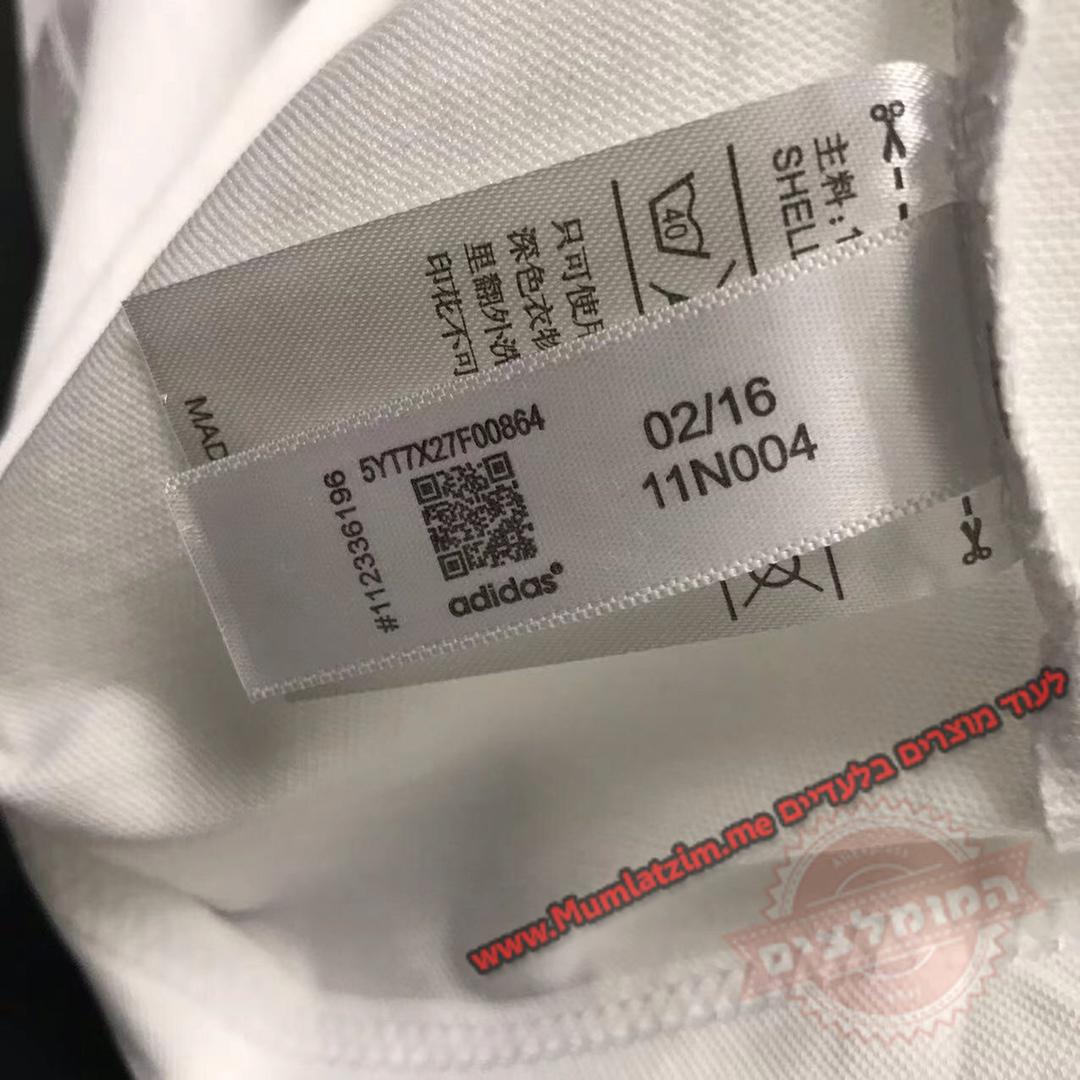 主料：1
SHELL
40
只可使用
深色衣物
里翻外洗
印花不可
MAD
5YT7X27F00864
#112336196
adidas®
02/16
11N004
לעוד מוצרים בלעדיים www.Mumlatzim.me
המומלצים